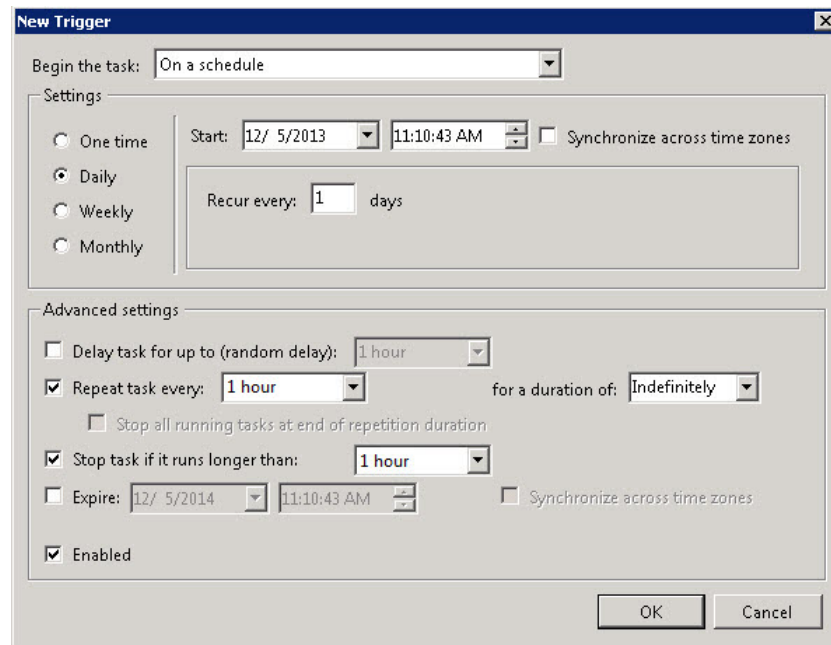 New Trigger
Begin the task: On a schedule
Settings
One time
Start: 12/ 5/2013 11:10:43 AM Synchronize across time zones
Daily
Recur every: 1 days
Weekly
Monthly
Advanced settings
Delay task for up to (random delay): 1 hour
Repeat task every: 1 hour for a duration of: Indefinitely
Stop all running tasks at end of repetition duration
Stop task if it runs longer than: 1 hour
Expire: 12/ 5/2014 11:10:43 AM Synchronize across time zones
Enabled
OK Cancel